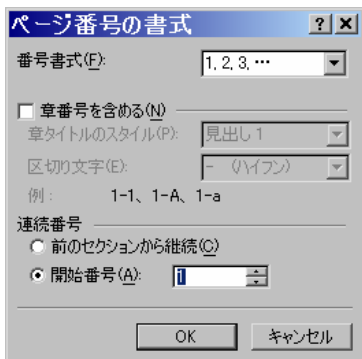 ページ番号の書式
番号書式(F): 1, 2, 3, …
章番号を含める(N)
章タイトルのスタイル(P): 見出し 1
区切り文字(E): - (ハイフン)
例： 1-1、1-A、1-a
連続番号
前のセクションから継続(C)
開始番号(A): 1
OK キャンセル